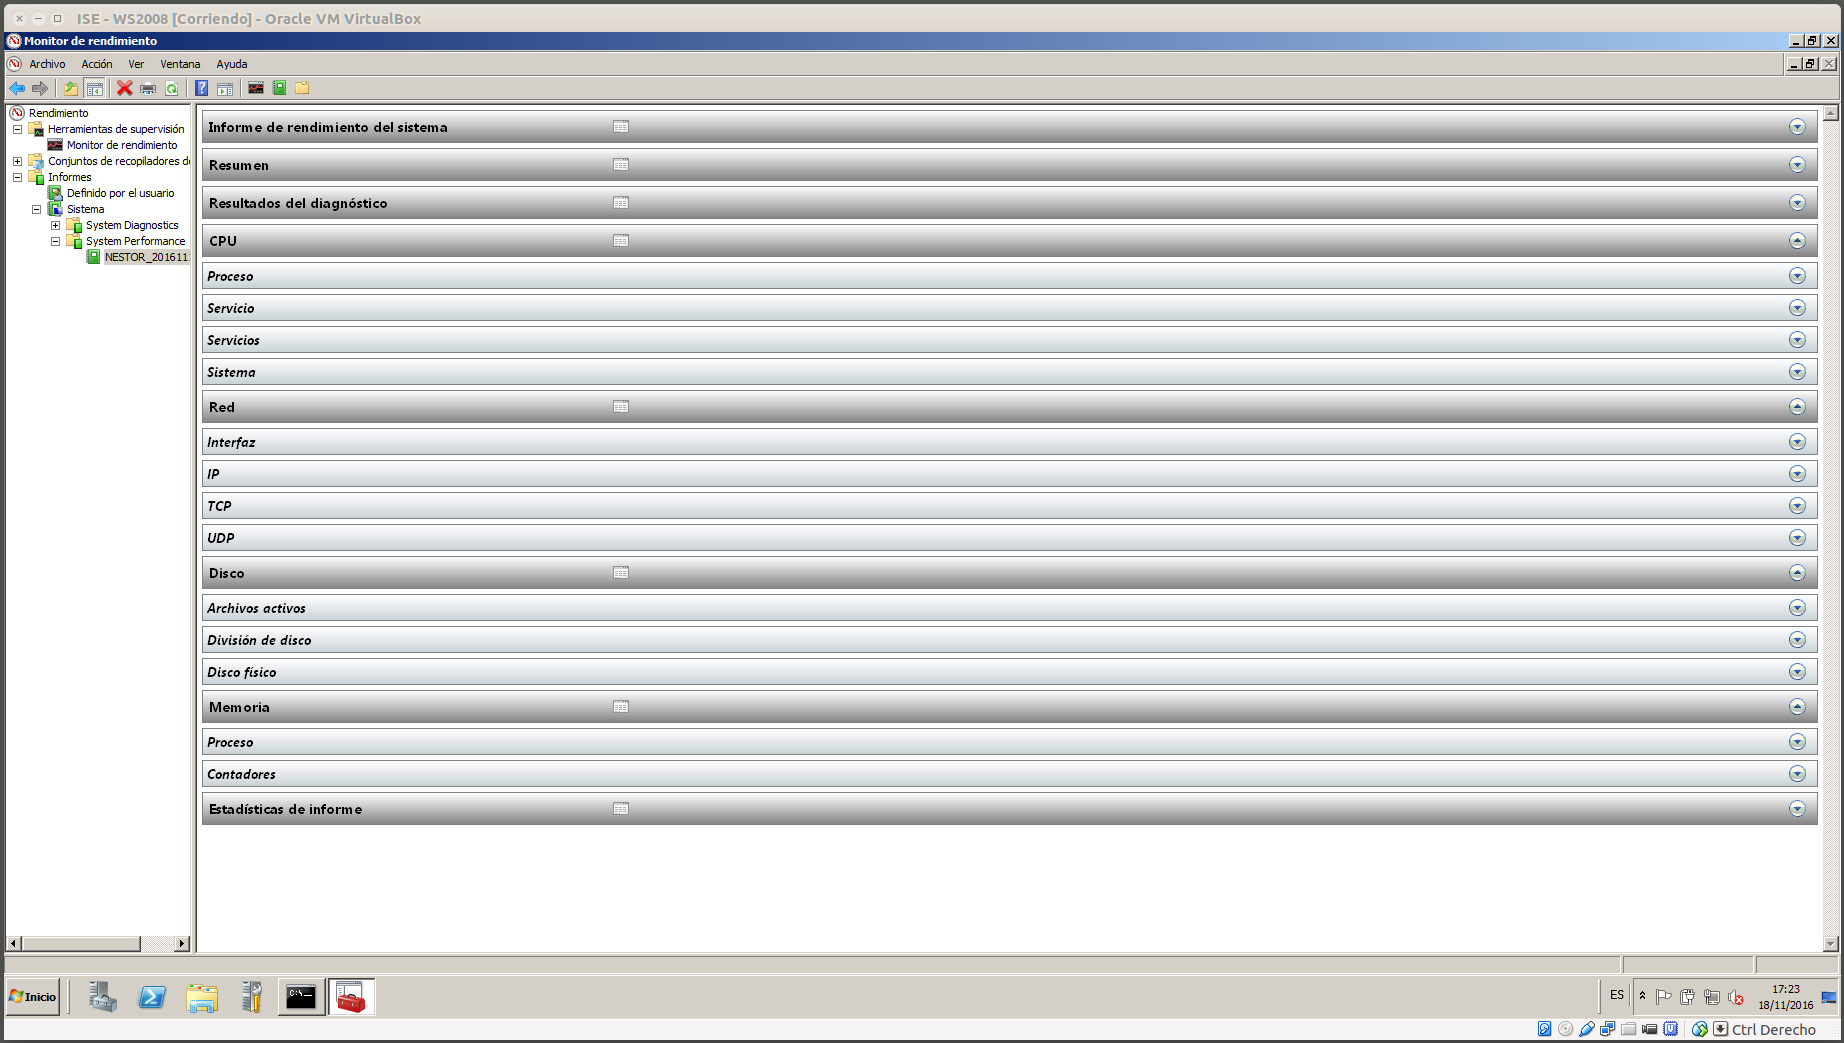 ISE - WS2008 [Corriendo] - Oracle VM VirtualBox
Monitor de rendimiento
Archivo Acción Ver Ventana Ayuda
Rendimiento
Herramientas de supervisión
Monitor de rendimiento
Conjuntos de recopiladores de
Informes
Definido por el usuario
Sistema
System Diagnostics
System Performance
NESTOR_201611
Informe de rendimiento del sistema
Resumen
Resultados del diagnóstico
CPU
Proceso
Servicio
Servicios
Sistema
Red
Interfaz
IP
TCP
UDP
Disco
Archivos activos
División de disco
Disco físico
Memoria
Proceso
Contadores
Estadísticas de informe
Inicio
C:\_
ES
17:23
18/11/2016
Ctrl Derecho